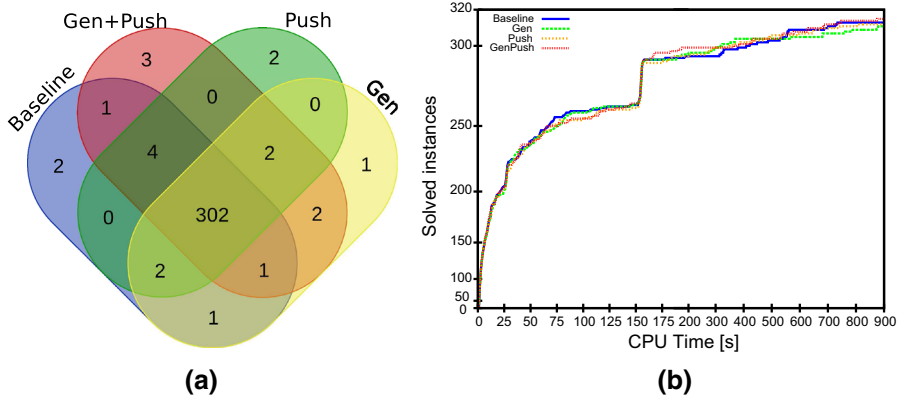 Gen+Push
Push
Baseline
Gen
3
2
1
0
0
2
4
2
1
0
302
2
2
1
1
(a)
Baseline
Gen
Push
GenPush
Solved instances
320
300
250
200
150
100
50
0
0 25 50 75 100 125 150 175 200 300 400 500 600 700 800 900
CPU Time [s]
(b)